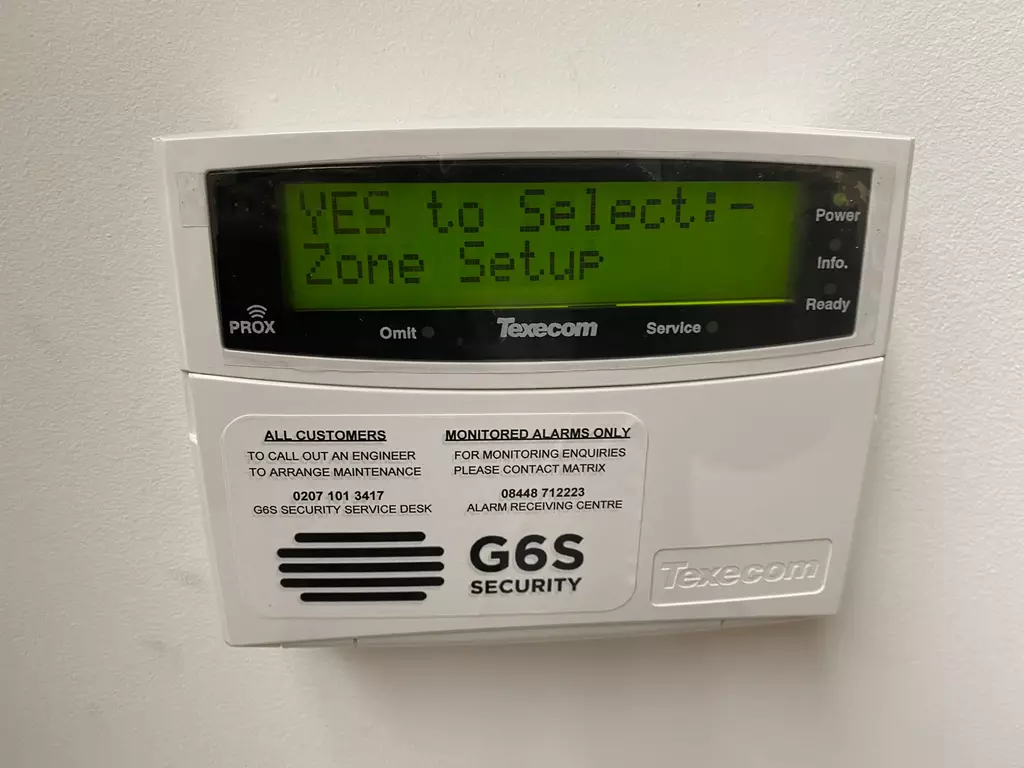 YES to Select:-
Zone Setup
Power
Info.
Ready
PROX
Omit
Texecom
Service
ALL CUSTOMERS
TO CALL OUT AN ENGINEER
TO ARRANGE MAINTENANCE
0207 101 3417
G6S SECURITY SERVICE DESK
MONITORED ALARMS ONLY
FOR MONITORING ENQUIRIES
PLEASE CONTACT MATRIX
08448 712223
ALARM RECEIVING CENTRE
G6S
SECURITY
Texecom